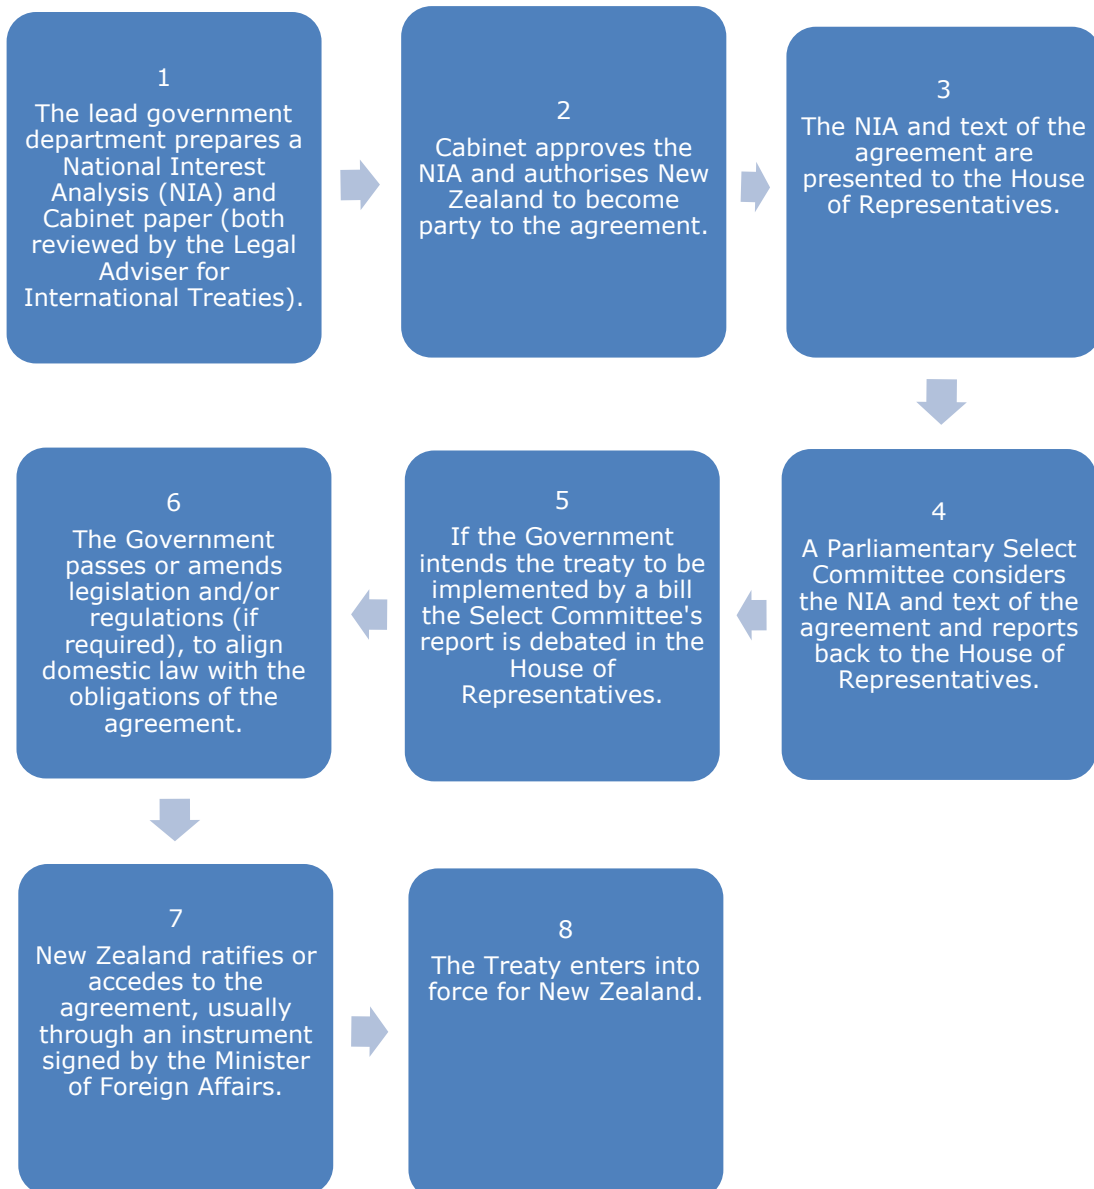 1
The lead government
department prepares a
National Interest
Analysis (NIA) and
Cabinet paper (both
reviewed by the Legal
Adviser for
International Treaties).
2
Cabinet approves the
NIA and authorises New
Zealand to become
party to the agreement.
3
The NIA and text of the
agreement are
presented to the House
of Representatives.
4
A Parliamentary Select
Committee considers
the NIA and text of the
agreement and reports
back to the House of
Representatives.
5
If the Government
intends the treaty to be
implemented by a bill
the Select Committee's
report is debated in the
House of
Representatives.
6
The Government
passes or amends
legislation and/or
regulations (if
required), to align
domestic law with the
obligations of the
agreement.
7
New Zealand ratifies or
accedes to the
agreement, usually
through an instrument
signed by the Minister
of Foreign Affairs.
8
The Treaty enters into
force for New Zealand.